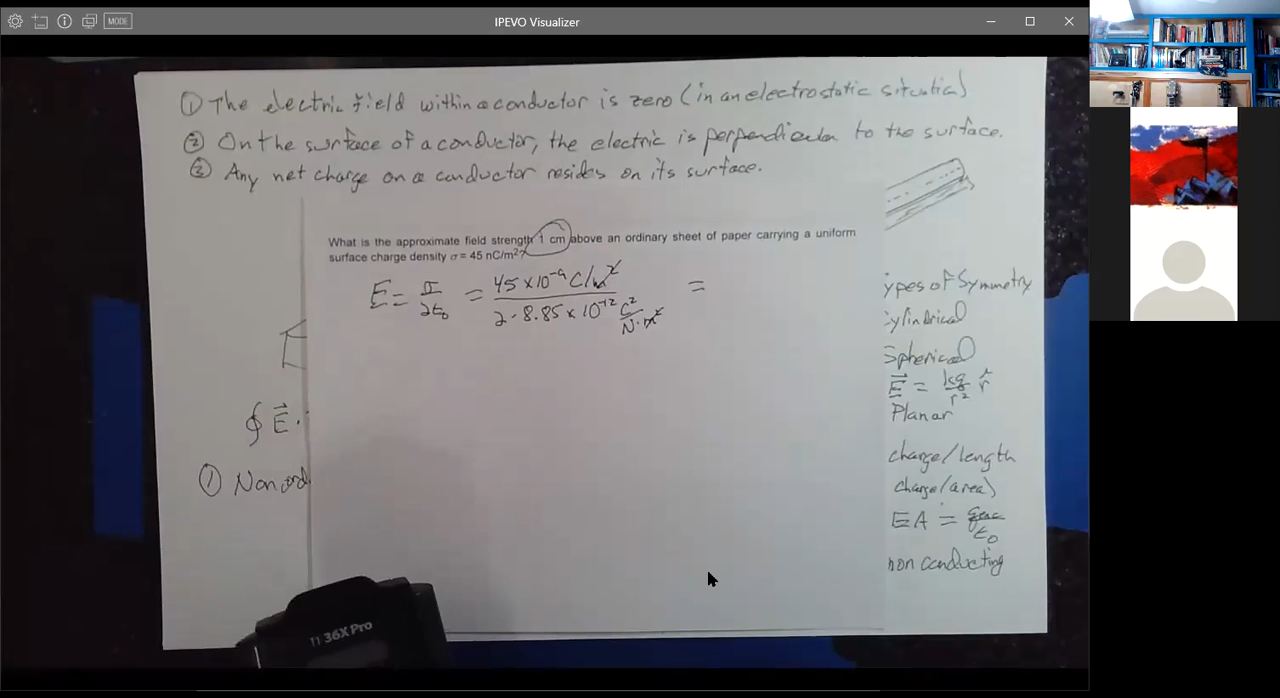 IPEVO Visualizer
MODE
① The electric field within a conductor is zero (in an electrostatic situation)
② On the surface of a conductor, the electric is perpendicular to the surface.
③ Any net charge on a conductor resides on its surface.
What is the approximate field strength 1 cm above an ordinary sheet of paper carrying a uniform
surface charge density σ = 45 nC/m²?
E = σ/2ε₀ = 45 × 10⁻⁹ C/m² / 2 · 8.85 × 10⁻¹² C²/N·m² =
∮ E⃗ ·
① Noncond
ypes of Symmetry
Cylindrical
Spherical
E⃗ = kq/r² r̂
Planar
charge/length
charge/area)
EA = qenc/ε₀
non conducting
TI 36X Pro